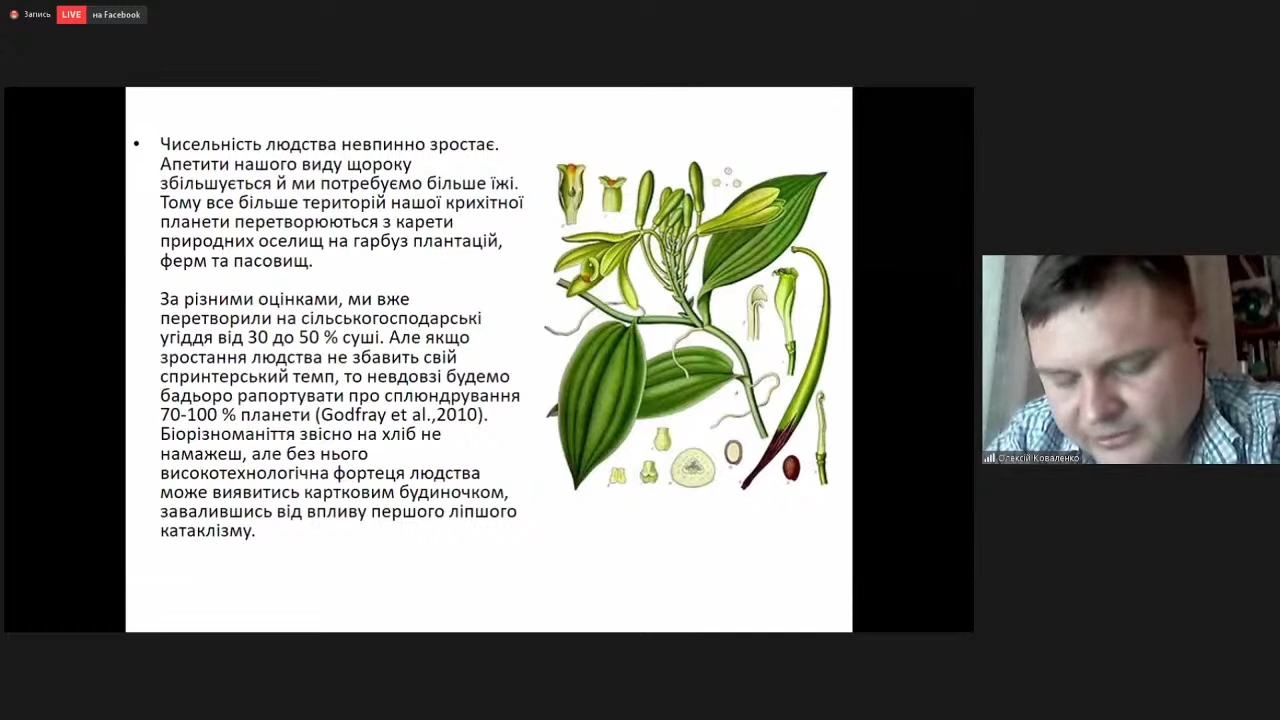 Запись
LIVE на Facebook
• Чисельність людства невпинно зростає.
Апетити нашого виду щороку
збільшується й ми потребуємо більше їжі.
Тому все більше територій нашої крихітної
планети перетворюються з карети
природних оселищ на гарбуз плантацій,
ферм та пасовищ.
За різними оцінками, ми вже
перетворили на сільськогосподарські
угіддя від 30 до 50 % суші. Але якщо
зростання людства не збавить свій
спринтерський темп, то невдовзі будемо
бадьоро рапортувати про сплюндрування
70-100 % планети (Godfray et al.,2010).
Біорізноманіття звісно на хліб не
намажеш, але без нього
високотехнологічна фортеця людства
може виявитись картковим будиночком,
завалившись від впливу першого ліпшого
катаклізму.
Олексій Коваленко